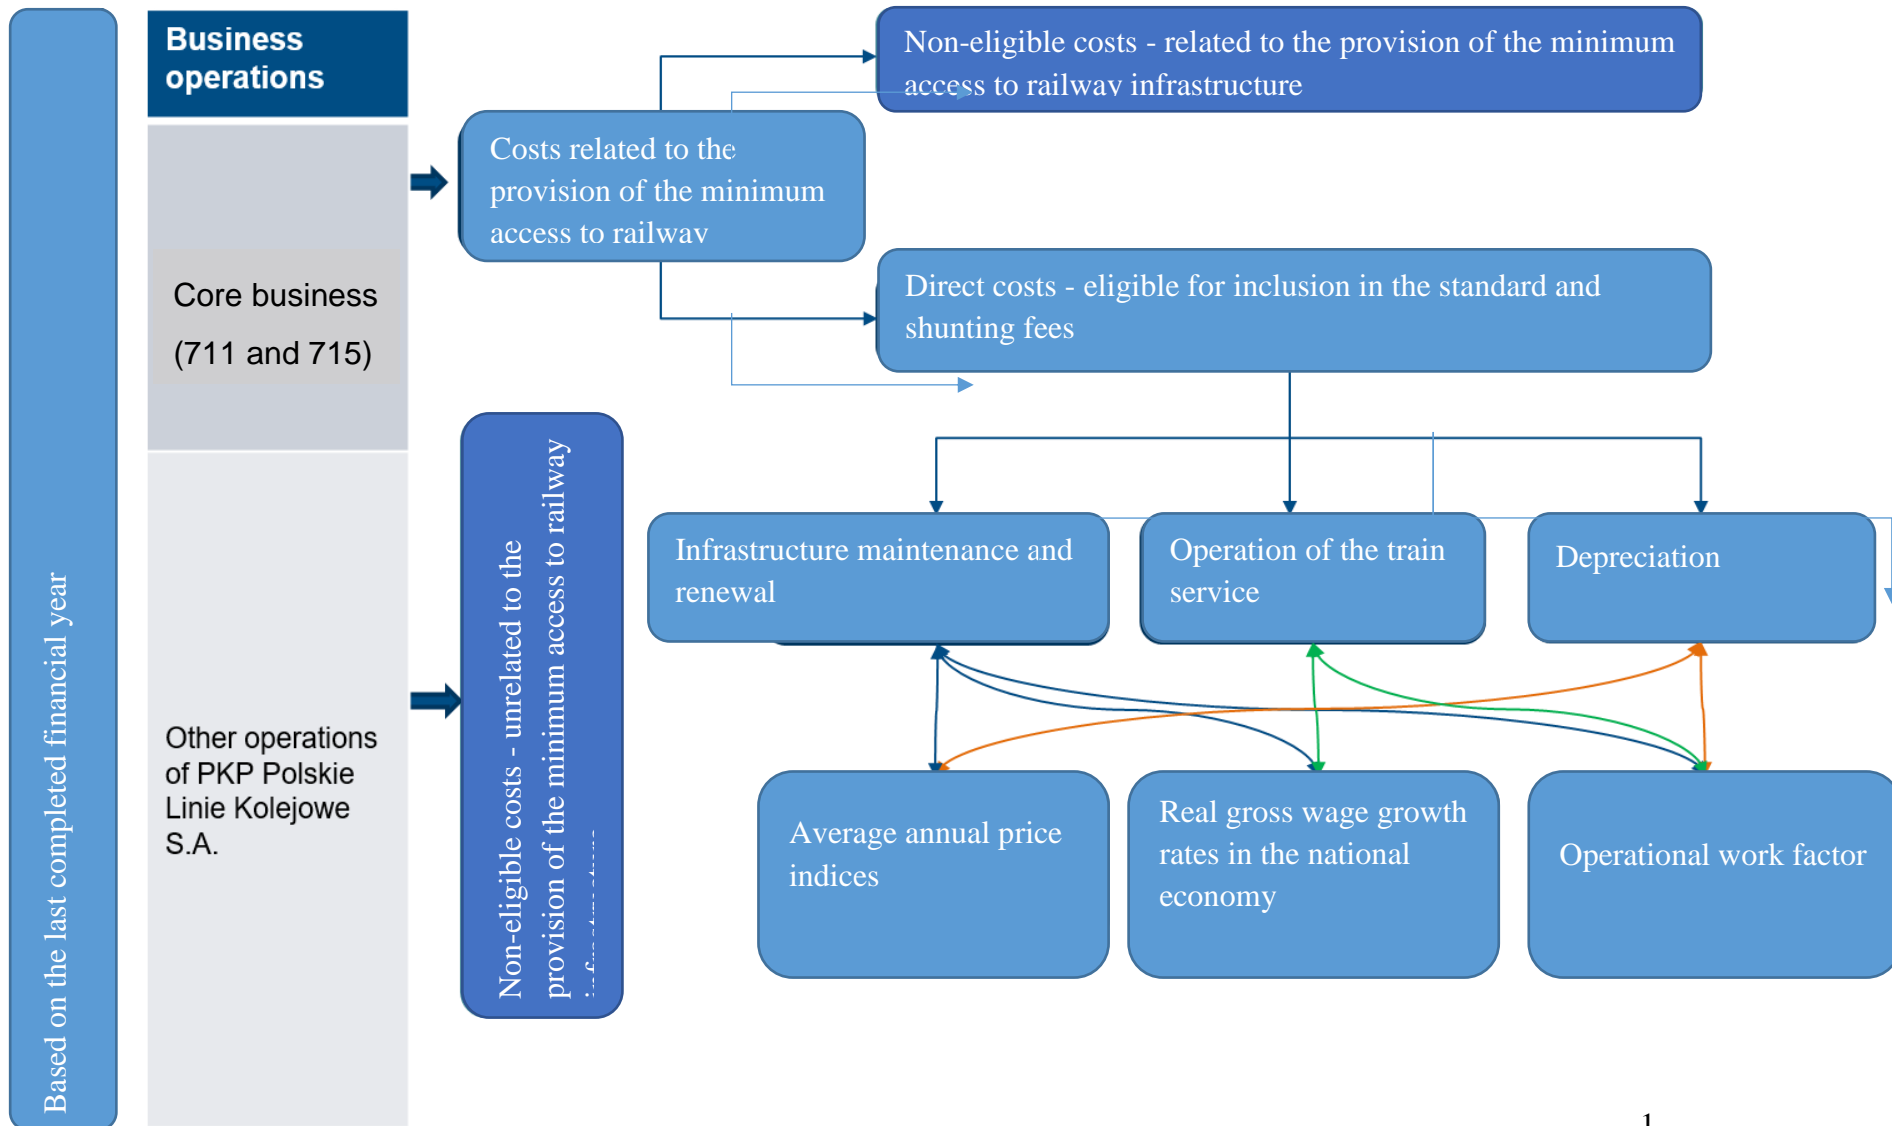 Based on the last completed financial year
Business
operations
Core business
(711 and 715)
Other operations
of PKP Polskie
Linie Kolejowe
S.A.
Costs related to the
provision of the minimum
access to railway
Non-eligible costs - related to the provision of the minimum
access to railway infrastructure
Direct costs - eligible for inclusion in the standard and
shunting fees
Non-eligible costs - unrelated to the
provision of the minimum access to railway
infrastructure
Infrastructure maintenance and
renewal
Operation of the train
service
Depreciation
Average annual price
indices
Real gross wage growth
rates in the national
economy
Operational work factor
1